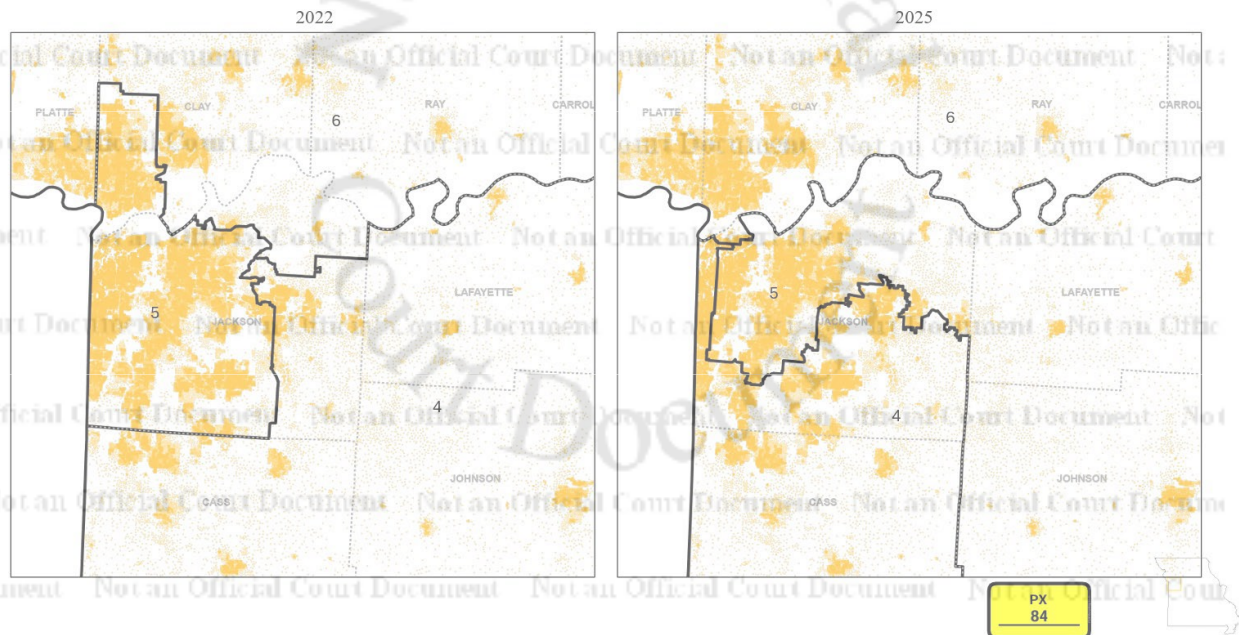 2022
2025
PLATTE
CLAY
RAY
CARROL
6
5
JACKSON
LAFAYETTE
4
CASS
JOHNSON
PLATTE
CLAY
RAY
CARROL
6
5
JACKSON
LAFAYETTE
4
CASS
JOHNSON
Not an Official Court Document
PX
84